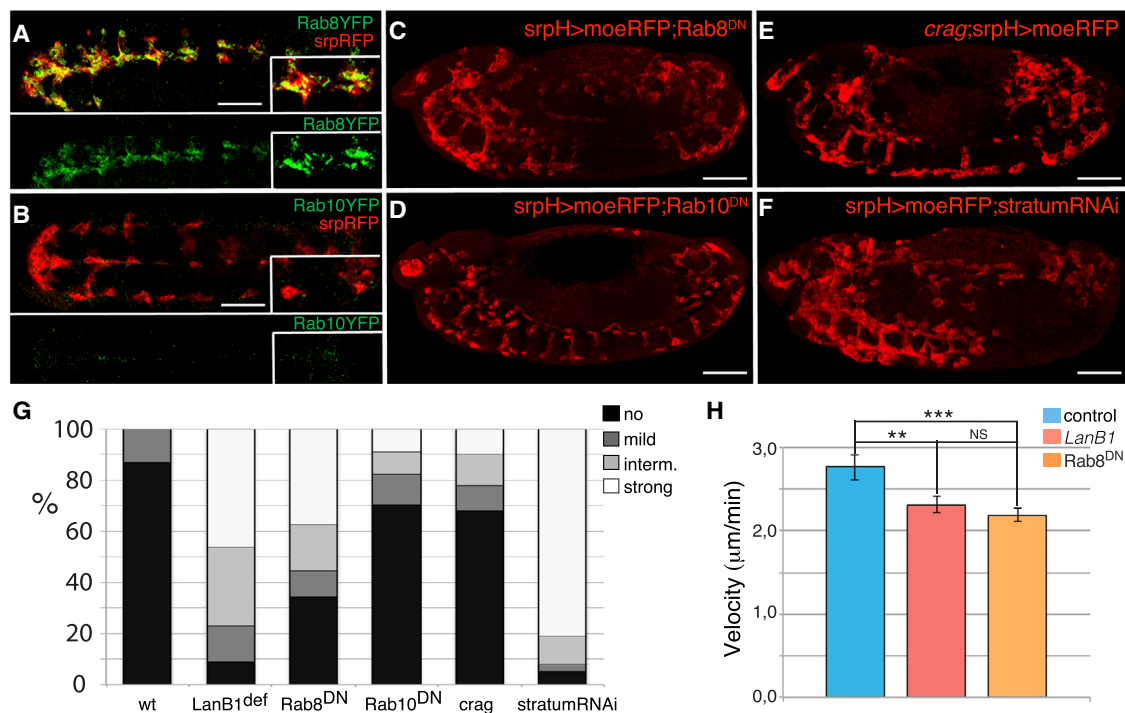 A
Rab8YFP
srpRFP
Rab8YFP
B
Rab10YFP
srpRFP
Rab10YFP
C
srpH>moeRFP;Rab8DN
D
srpH>moeRFP;Rab10DN
E
crag;srpH>moeRFP
F
srpH>moeRFP;stratumRNAi
G
100
80
60
40
20
0
%
no
mild
interm.
strong
wt
LanB1def
Rab8DN
Rab10DN
crag
stratumRNAi
H
control
LanB1
Rab8DN
***
**
NS
3,0
2,0
1,0
0,0
Velocity (μm/min)